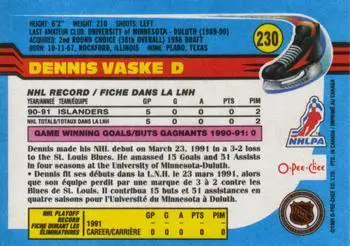 HEIGHT: 6'2" WEIGHT: 210 SHOOTS: LEFT
LAST AMATEUR CLUB: UNIVERSITY OF MINNESOTA - DULUTH (1989-90)
ACQUIRED: 2nd ROUND CHOICE (38th OVERALL) 1986 DRAFT
BORN: 10-11-67, ROCKFORD, ILLINOIS HOME: PLANO, TEXAS
230
DENNIS VASKE D
NHL RECORD / FICHE DANS LA LNH
YEAR/ANNÉE TEAM/ÉQUIPE GP G A PTS PIM
90-91 ISLANDERS 5 0 0 0 2
NHL TOTALS/TOTAUX DANS LA LNH 5 0 0 0 2
GAME WINNING GOALS/BUTS GAGNANTS 1990-91: 0
Dennis made his NHL debut on March 23, 1991 in a 3-2 loss to the St. Louis Blues. He amassed 15 Goals and 51 Assists in four seasons at the University of Minnesota-Duluth.
• Dennis fit ses débuts dans la L.N.H. le 23 mars 1991, alors que son équipe perdit par une marque de 3 à 2 contre les Blues de St. Louis. Il contribua 15 buts et 51 assistances en quatre saisons pour l'Université du Minnesota à Duluth.
NHLPA
O-Pee-Chee
NHL PLAYOFF RECORD
FICHE DURANT LES ÉLIMINATOIRES
1991
CAREER/CARRIÈRE
GP G A PTS PIM
- - - - -
- - - - -
NHL